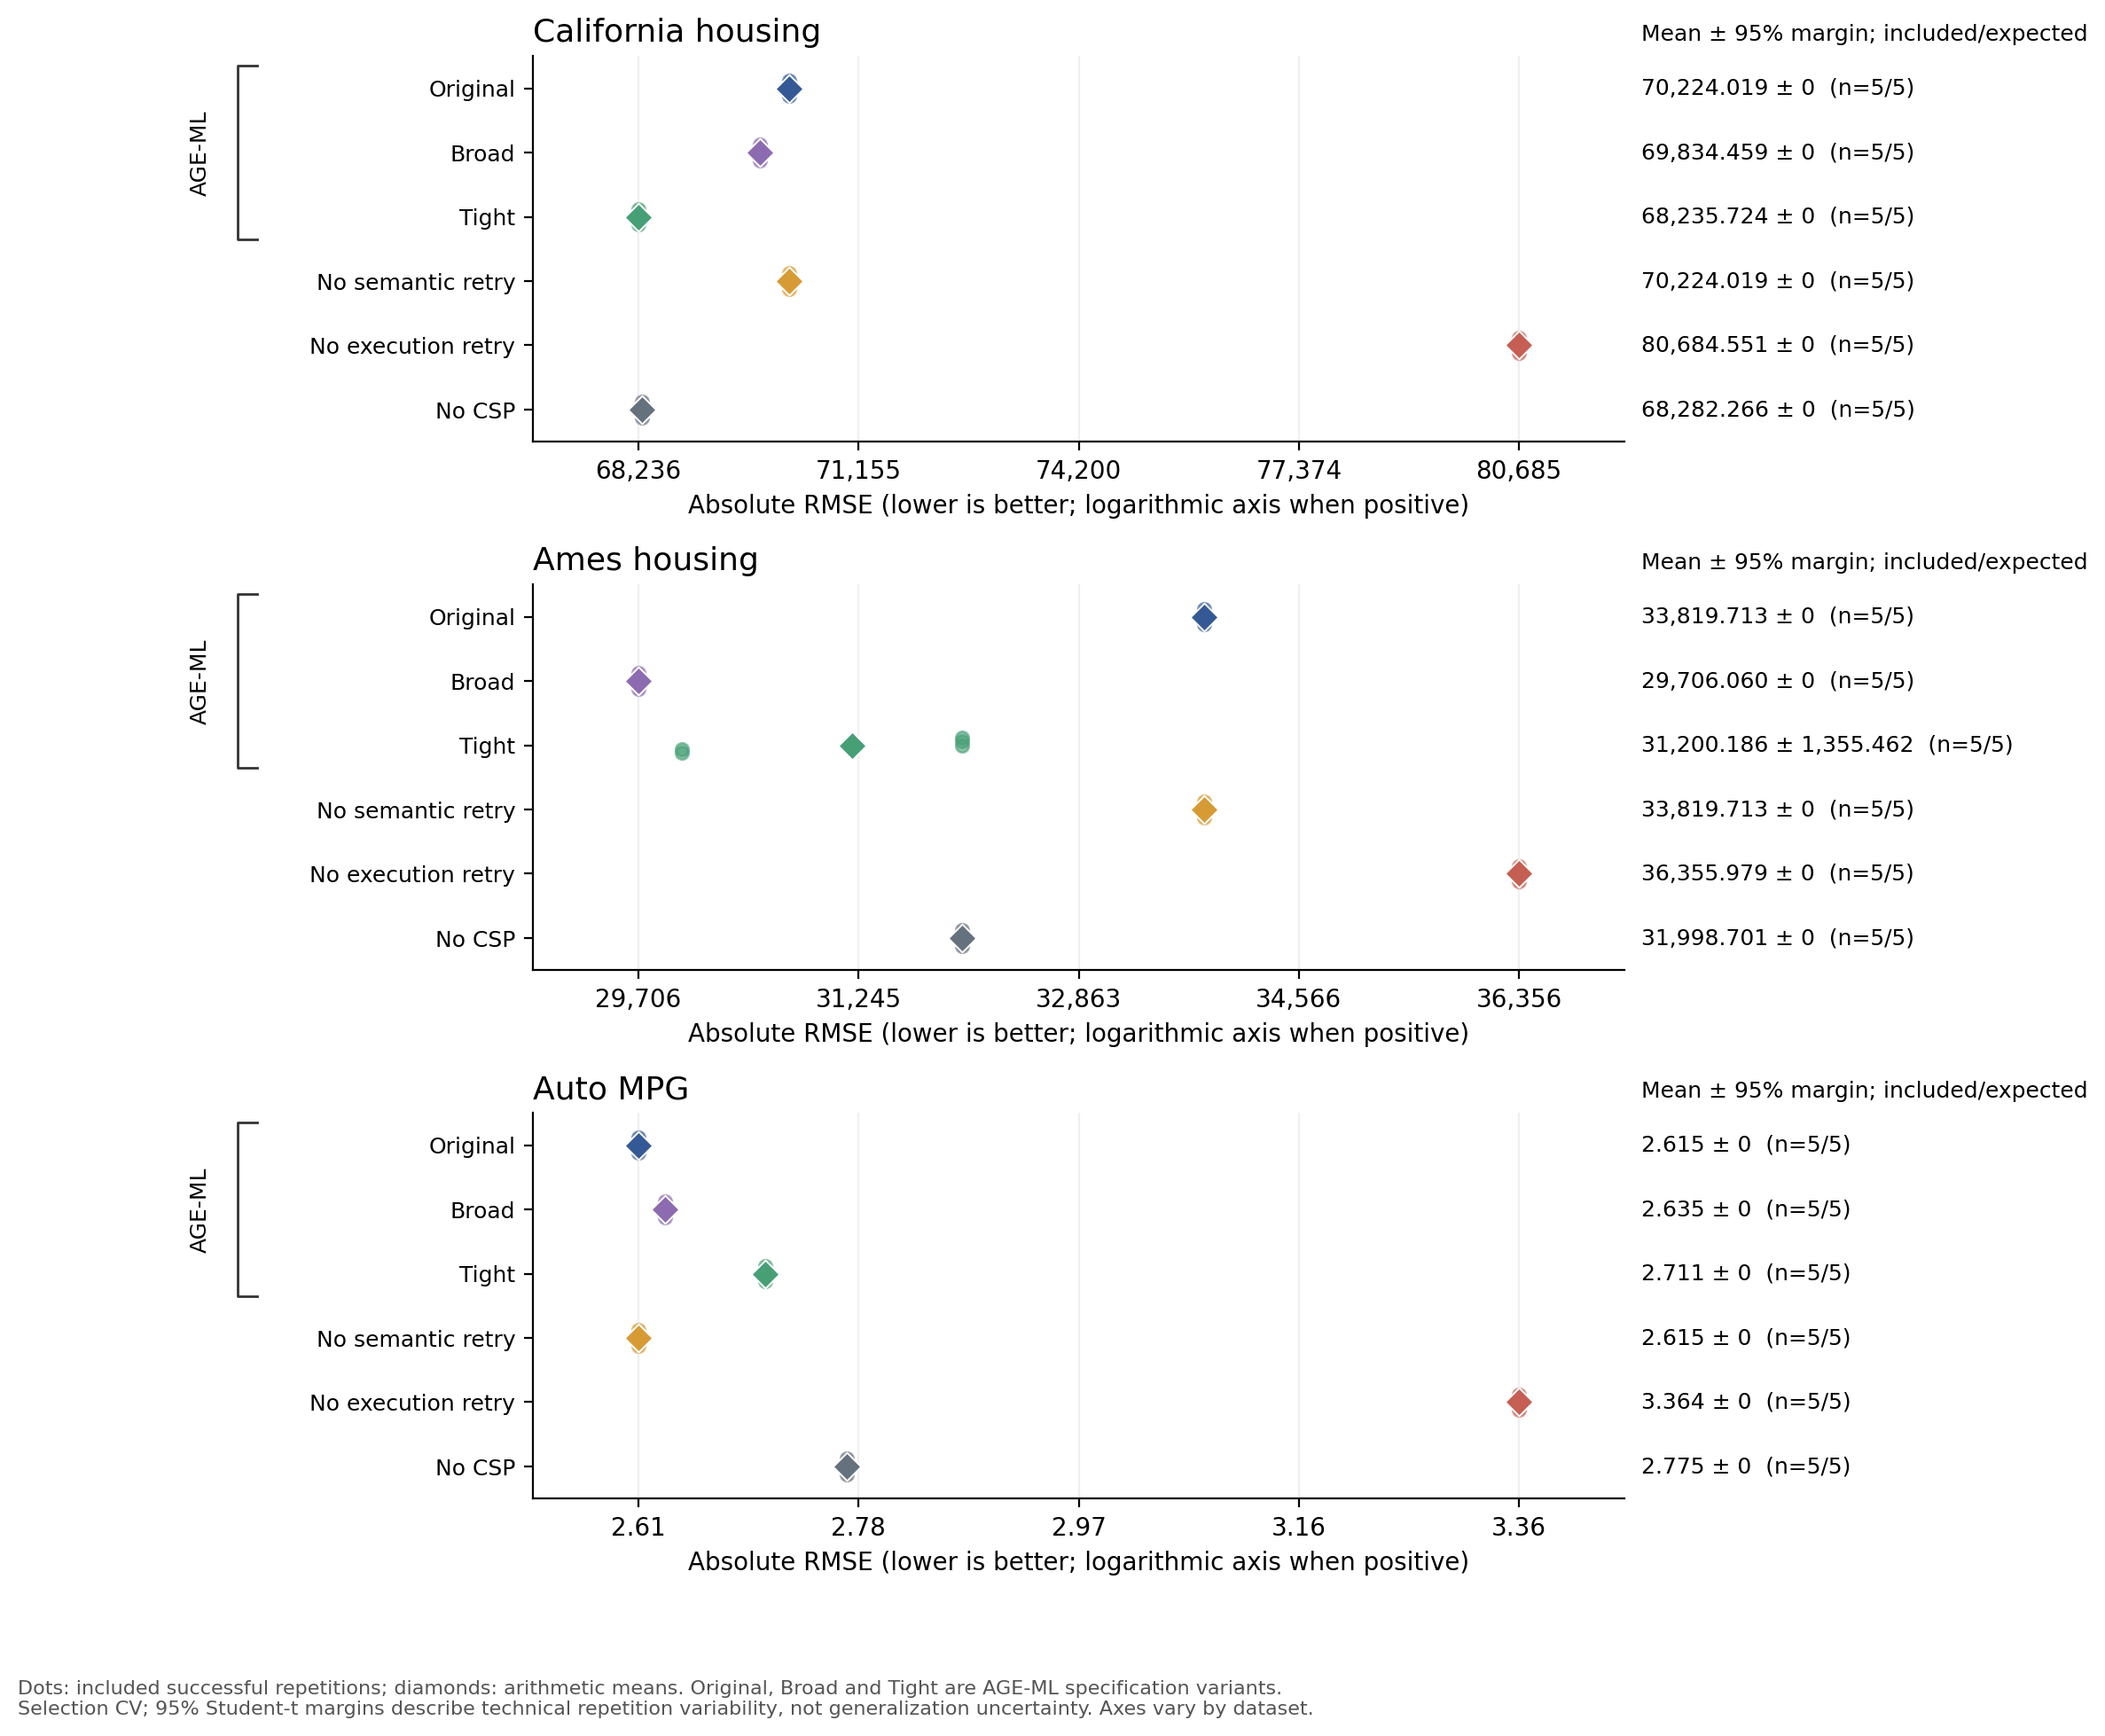 California housing
Mean ± 95% margin; included/expected
AGE-ML
Original
70,224.019 ± 0 (n=5/5)
Broad
69,834.459 ± 0 (n=5/5)
Tight
68,235.724 ± 0 (n=5/5)
No semantic retry
70,224.019 ± 0 (n=5/5)
No execution retry
80,684.551 ± 0 (n=5/5)
No CSP
68,282.266 ± 0 (n=5/5)
68,236 71,155 74,200 77,374 80,685
Absolute RMSE (lower is better; logarithmic axis when positive)
Ames housing
Mean ± 95% margin; included/expected
AGE-ML
Original
33,819.713 ± 0 (n=5/5)
Broad
29,706.060 ± 0 (n=5/5)
Tight
31,200.186 ± 1,355.462 (n=5/5)
No semantic retry
33,819.713 ± 0 (n=5/5)
No execution retry
36,355.979 ± 0 (n=5/5)
No CSP
31,998.701 ± 0 (n=5/5)
29,706 31,245 32,863 34,566 36,356
Absolute RMSE (lower is better; logarithmic axis when positive)
Auto MPG
Mean ± 95% margin; included/expected
AGE-ML
Original
2.615 ± 0 (n=5/5)
Broad
2.635 ± 0 (n=5/5)
Tight
2.711 ± 0 (n=5/5)
No semantic retry
2.615 ± 0 (n=5/5)
No execution retry
3.364 ± 0 (n=5/5)
No CSP
2.775 ± 0 (n=5/5)
2.61 2.78 2.97 3.16 3.36
Absolute RMSE (lower is better; logarithmic axis when positive)
Dots: included successful repetitions; diamonds: arithmetic means. Original, Broad and Tight are AGE-ML specification variants.
Selection CV; 95% Student-t margins describe technical repetition variability, not generalization uncertainty. Axes vary by dataset.